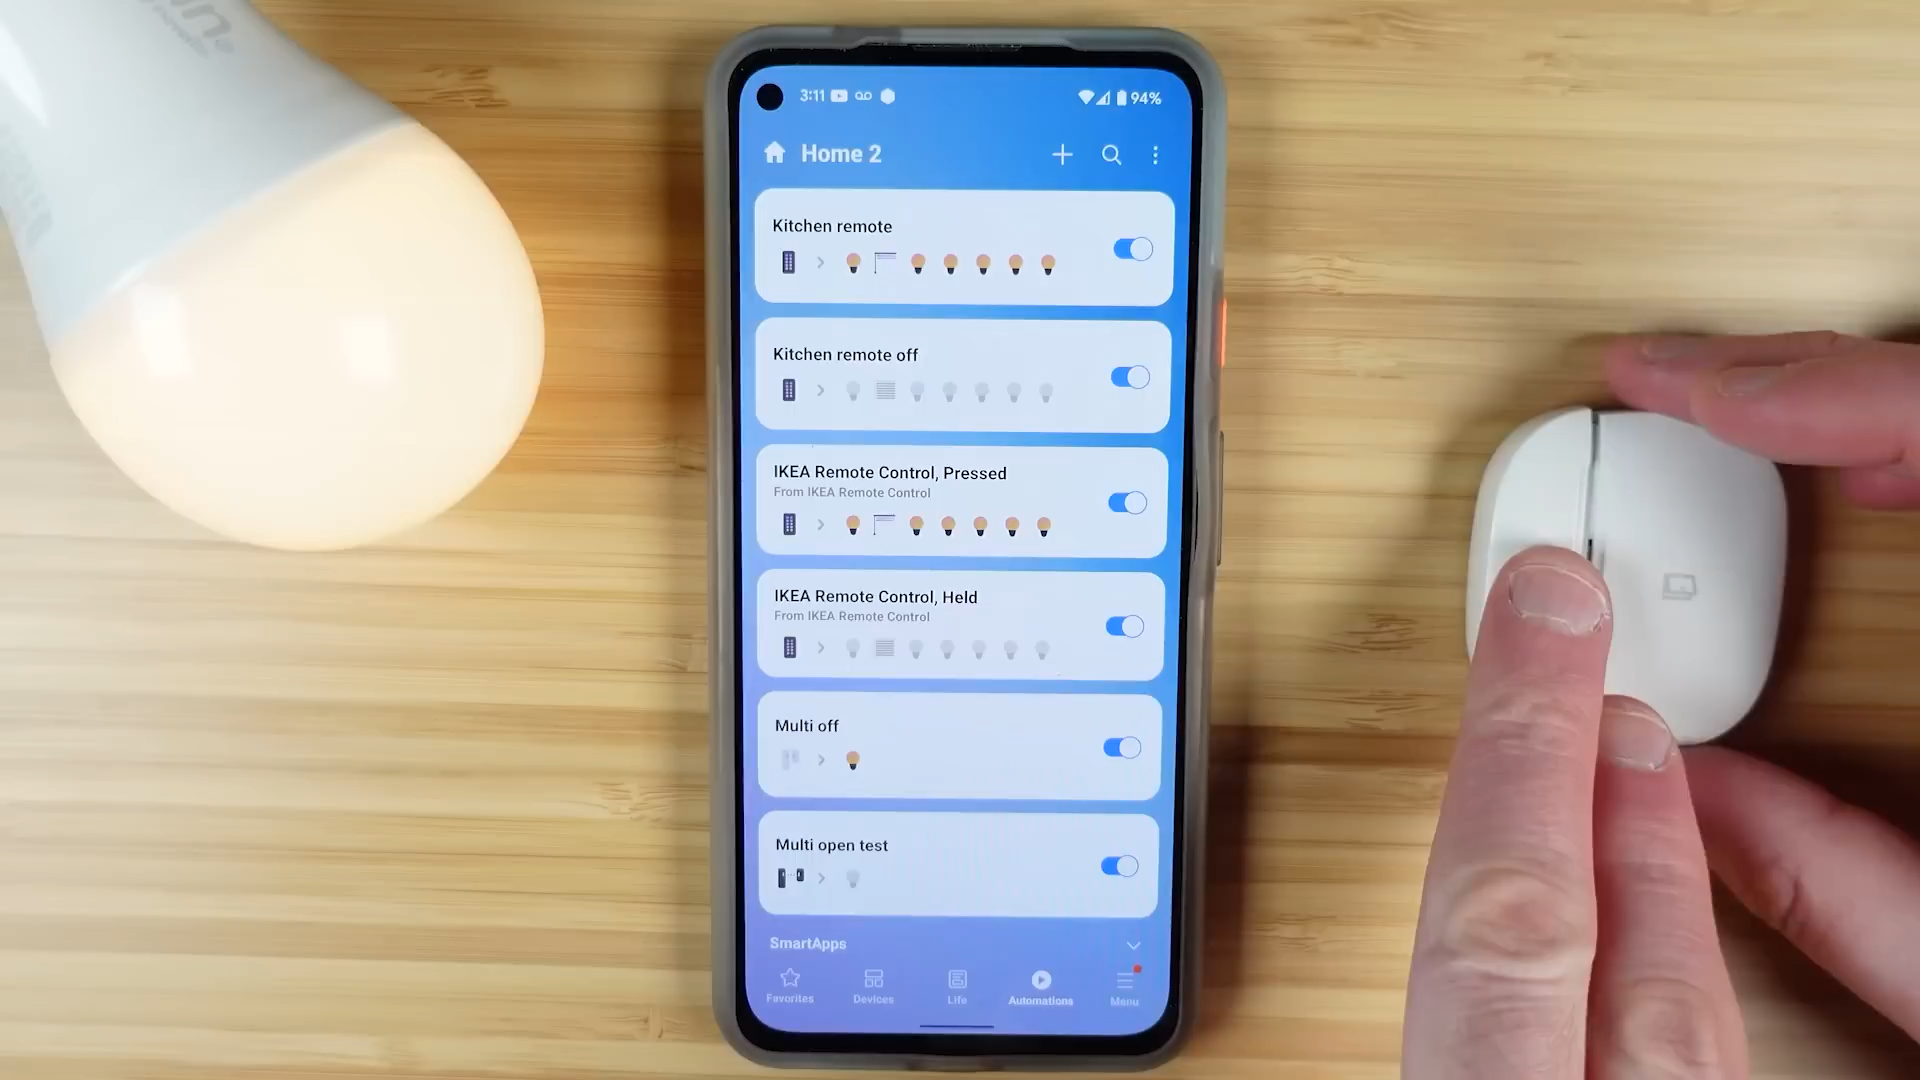 3:11
94%
Home 2
Kitchen remote
Kitchen remote off
IKEA Remote Control, Pressed
From IKEA Remote Control
IKEA Remote Control, Held
From IKEA Remote Control
Multi off
Multi open test
SmartApps
Favorites
Devices
Life
Automations
Menu